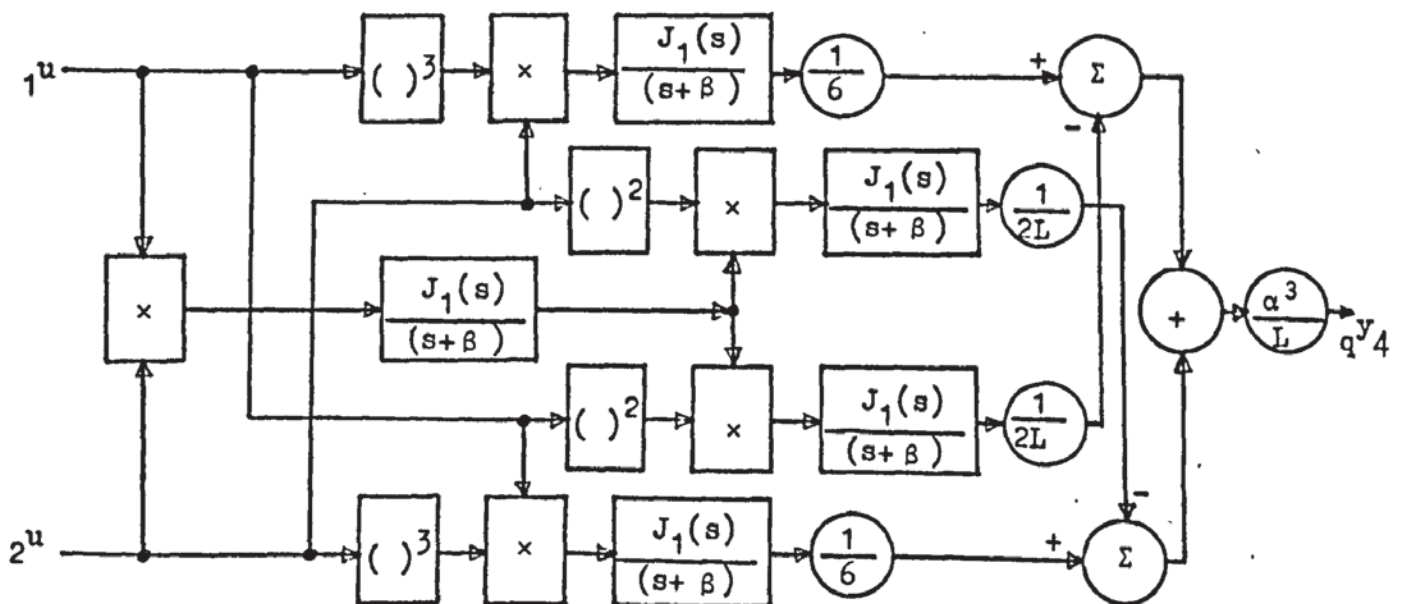 ₁u ( )³ × J₁(s) / (s+ β) 1/6 + Σ
−
( )² × J₁(s) / (s+ β) 1/2L
× J₁(s) / (s+ β) + α³/L qy₄
( )² × J₁(s) / (s+ β) 1/2L
−
₂u ( )³ × J₁(s) / (s+ β) 1/6 + Σ